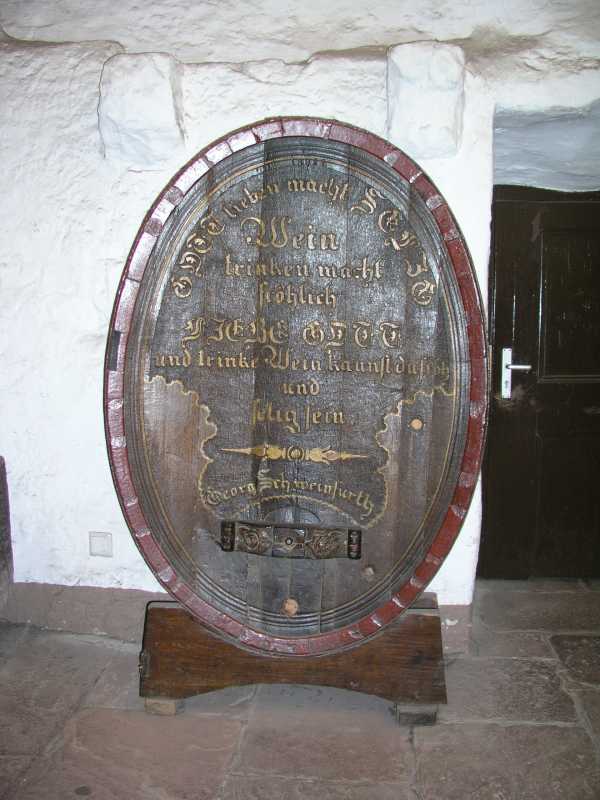 GOTT lieben macht SELIG
Wein
trinken macht
fröhlich
LIEBE GOTT
und trinke Wein kannst du fröh
und
selig sein.
Georg Schweinfurth